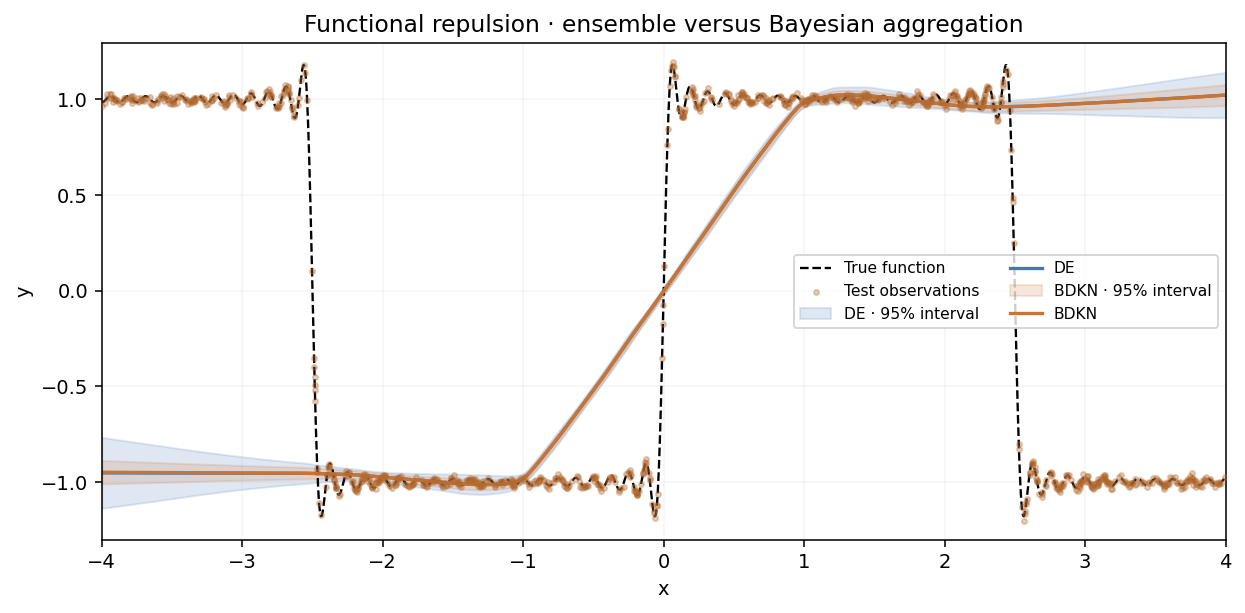 Functional repulsion · ensemble versus Bayesian aggregation
1.0
0.5
0.0
−0.5
−1.0
y
True function
Test observations
DE · 95% interval
DE
BDKN · 95% interval
BDKN
−4
−3
−2
−1
0
1
2
3
4
x